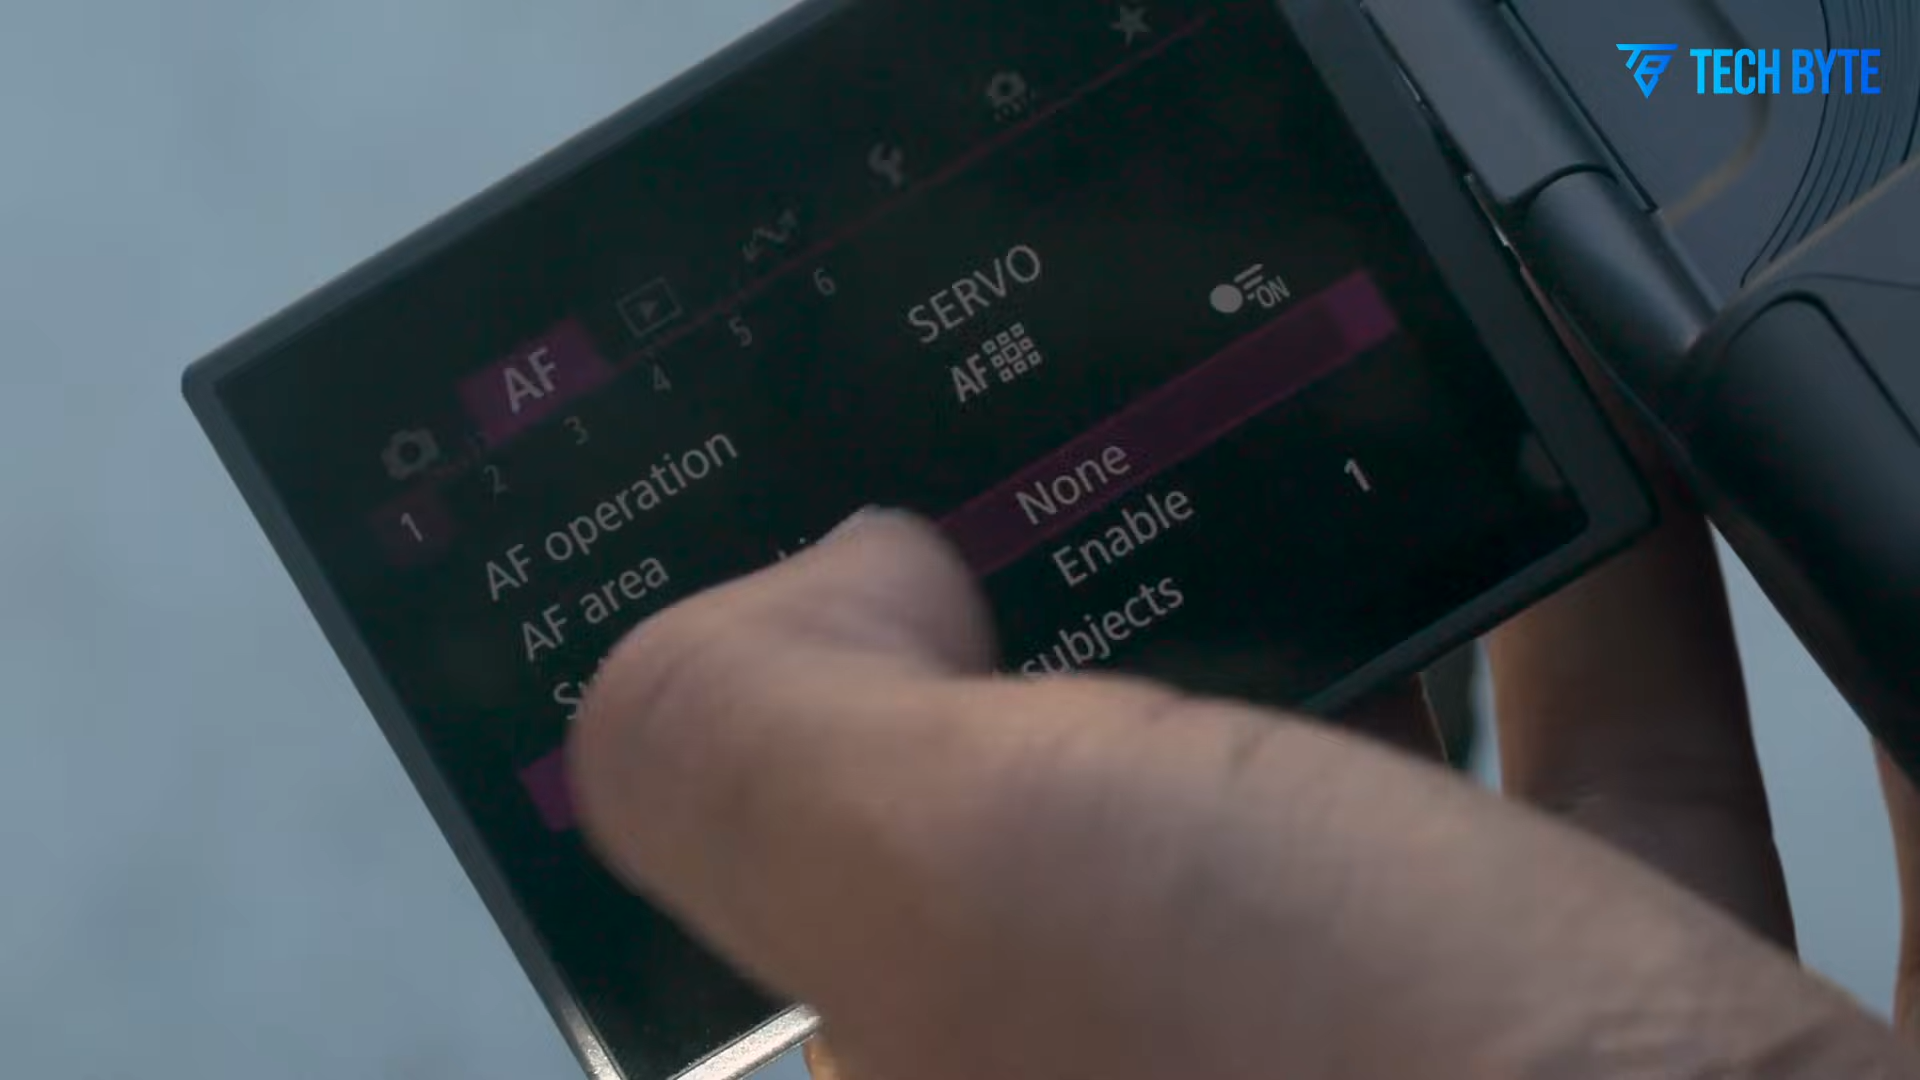 TECH BYTE
AF
1 2 3 4 5 6
AF operation SERVO
AF area AF
ON
None
Enable
subjects 1